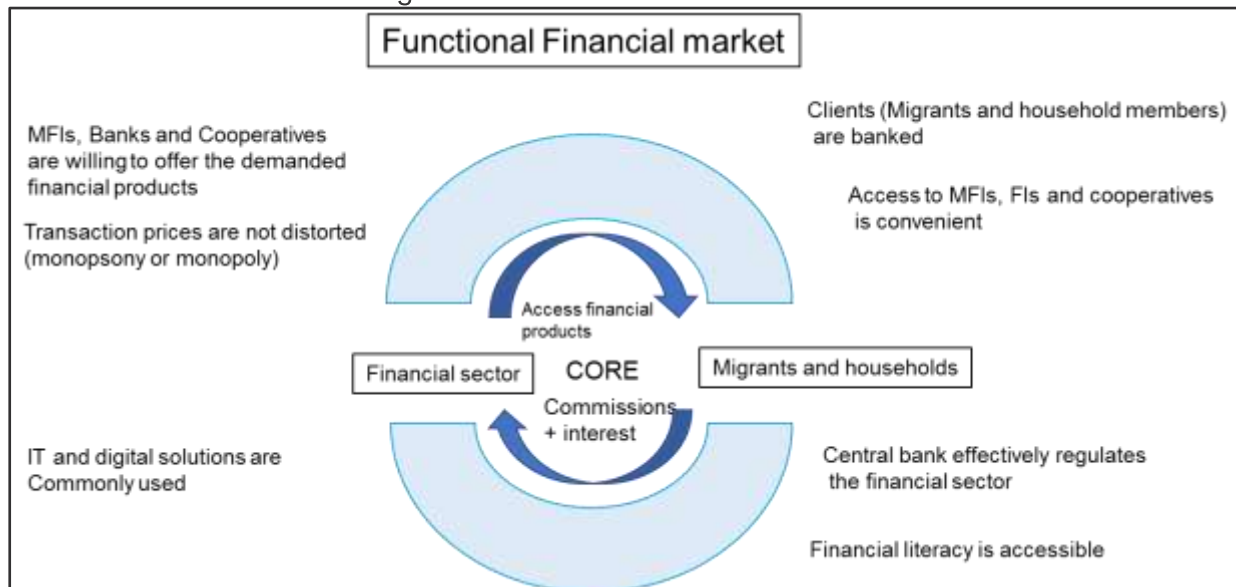 Functional Financial market
Clients (Migrants and household members)
are banked
MFIs, Banks and Cooperatives
are willing to offer the demanded
financial products
Access to MFIs, FIs and cooperatives
is convenient
Transaction prices are not distorted
(monopsony or monopoly)
Access financial
products
Financial sector
CORE
Migrants and households
Commissions
+ interest
IT and digital solutions are
Commonly used
Central bank effectively regulates
the financial sector
Financial literacy is accessible